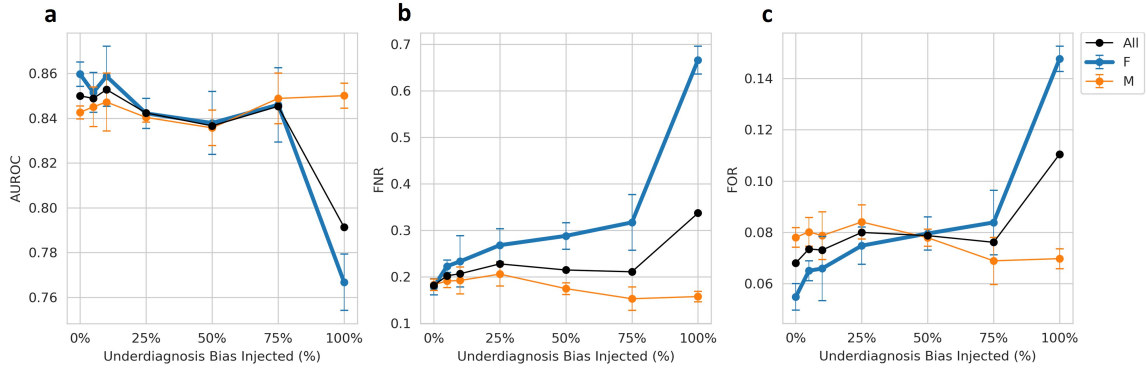 a
0.86
0.84
0.82
0.80
0.78
0.76
AUROC
0% 25% 50% 75% 100%
Underdiagnosis Bias Injected (%)
b
0.7
0.6
0.5
0.4
0.3
0.2
0.1
FNR
0% 25% 50% 75% 100%
Underdiagnosis Bias Injected (%)
c
0.14
0.12
0.10
0.08
0.06
FOR
0% 25% 50% 75% 100%
Underdiagnosis Bias Injected (%)
All
F
M